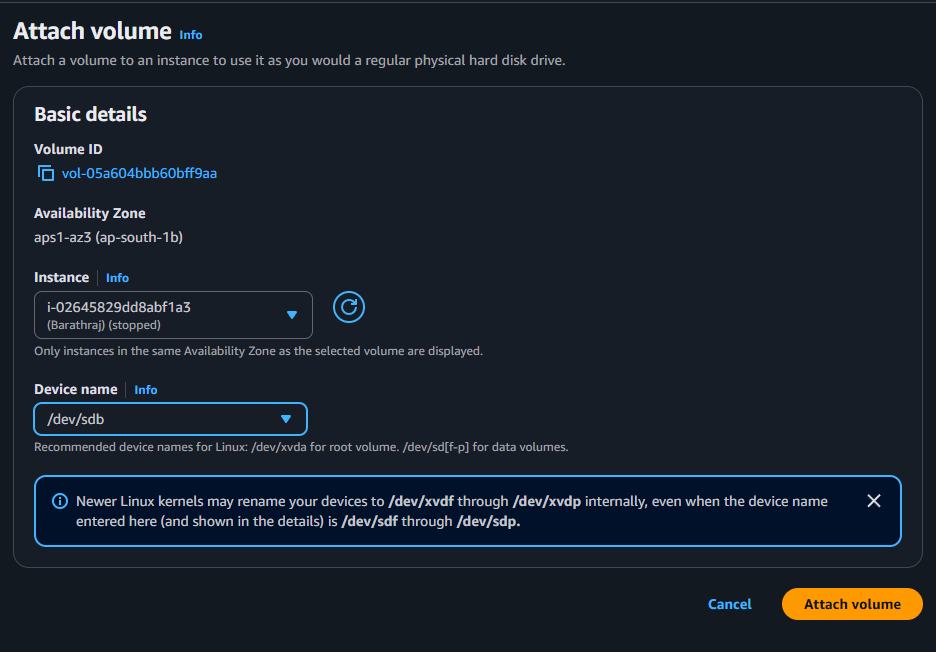 Attach volume Info
Attach a volume to an instance to use it as you would a regular physical hard disk drive.
Basic details
Volume ID
vol-05a604bbb60bff9aa
Availability Zone
aps1-az3 (ap-south-1b)
Instance Info
i-02645829dd8abf1a3
(Barathraj) (stopped)
Only instances in the same Availability Zone as the selected volume are displayed.
Device name Info
/dev/sdb
Recommended device names for Linux: /dev/xvda for root volume. /dev/sd[f-p] for data volumes.
Newer Linux kernels may rename your devices to /dev/xvdf through /dev/xvdp internally, even when the device name
entered here (and shown in the details) is /dev/sdf through /dev/sdp.
Cancel Attach volume